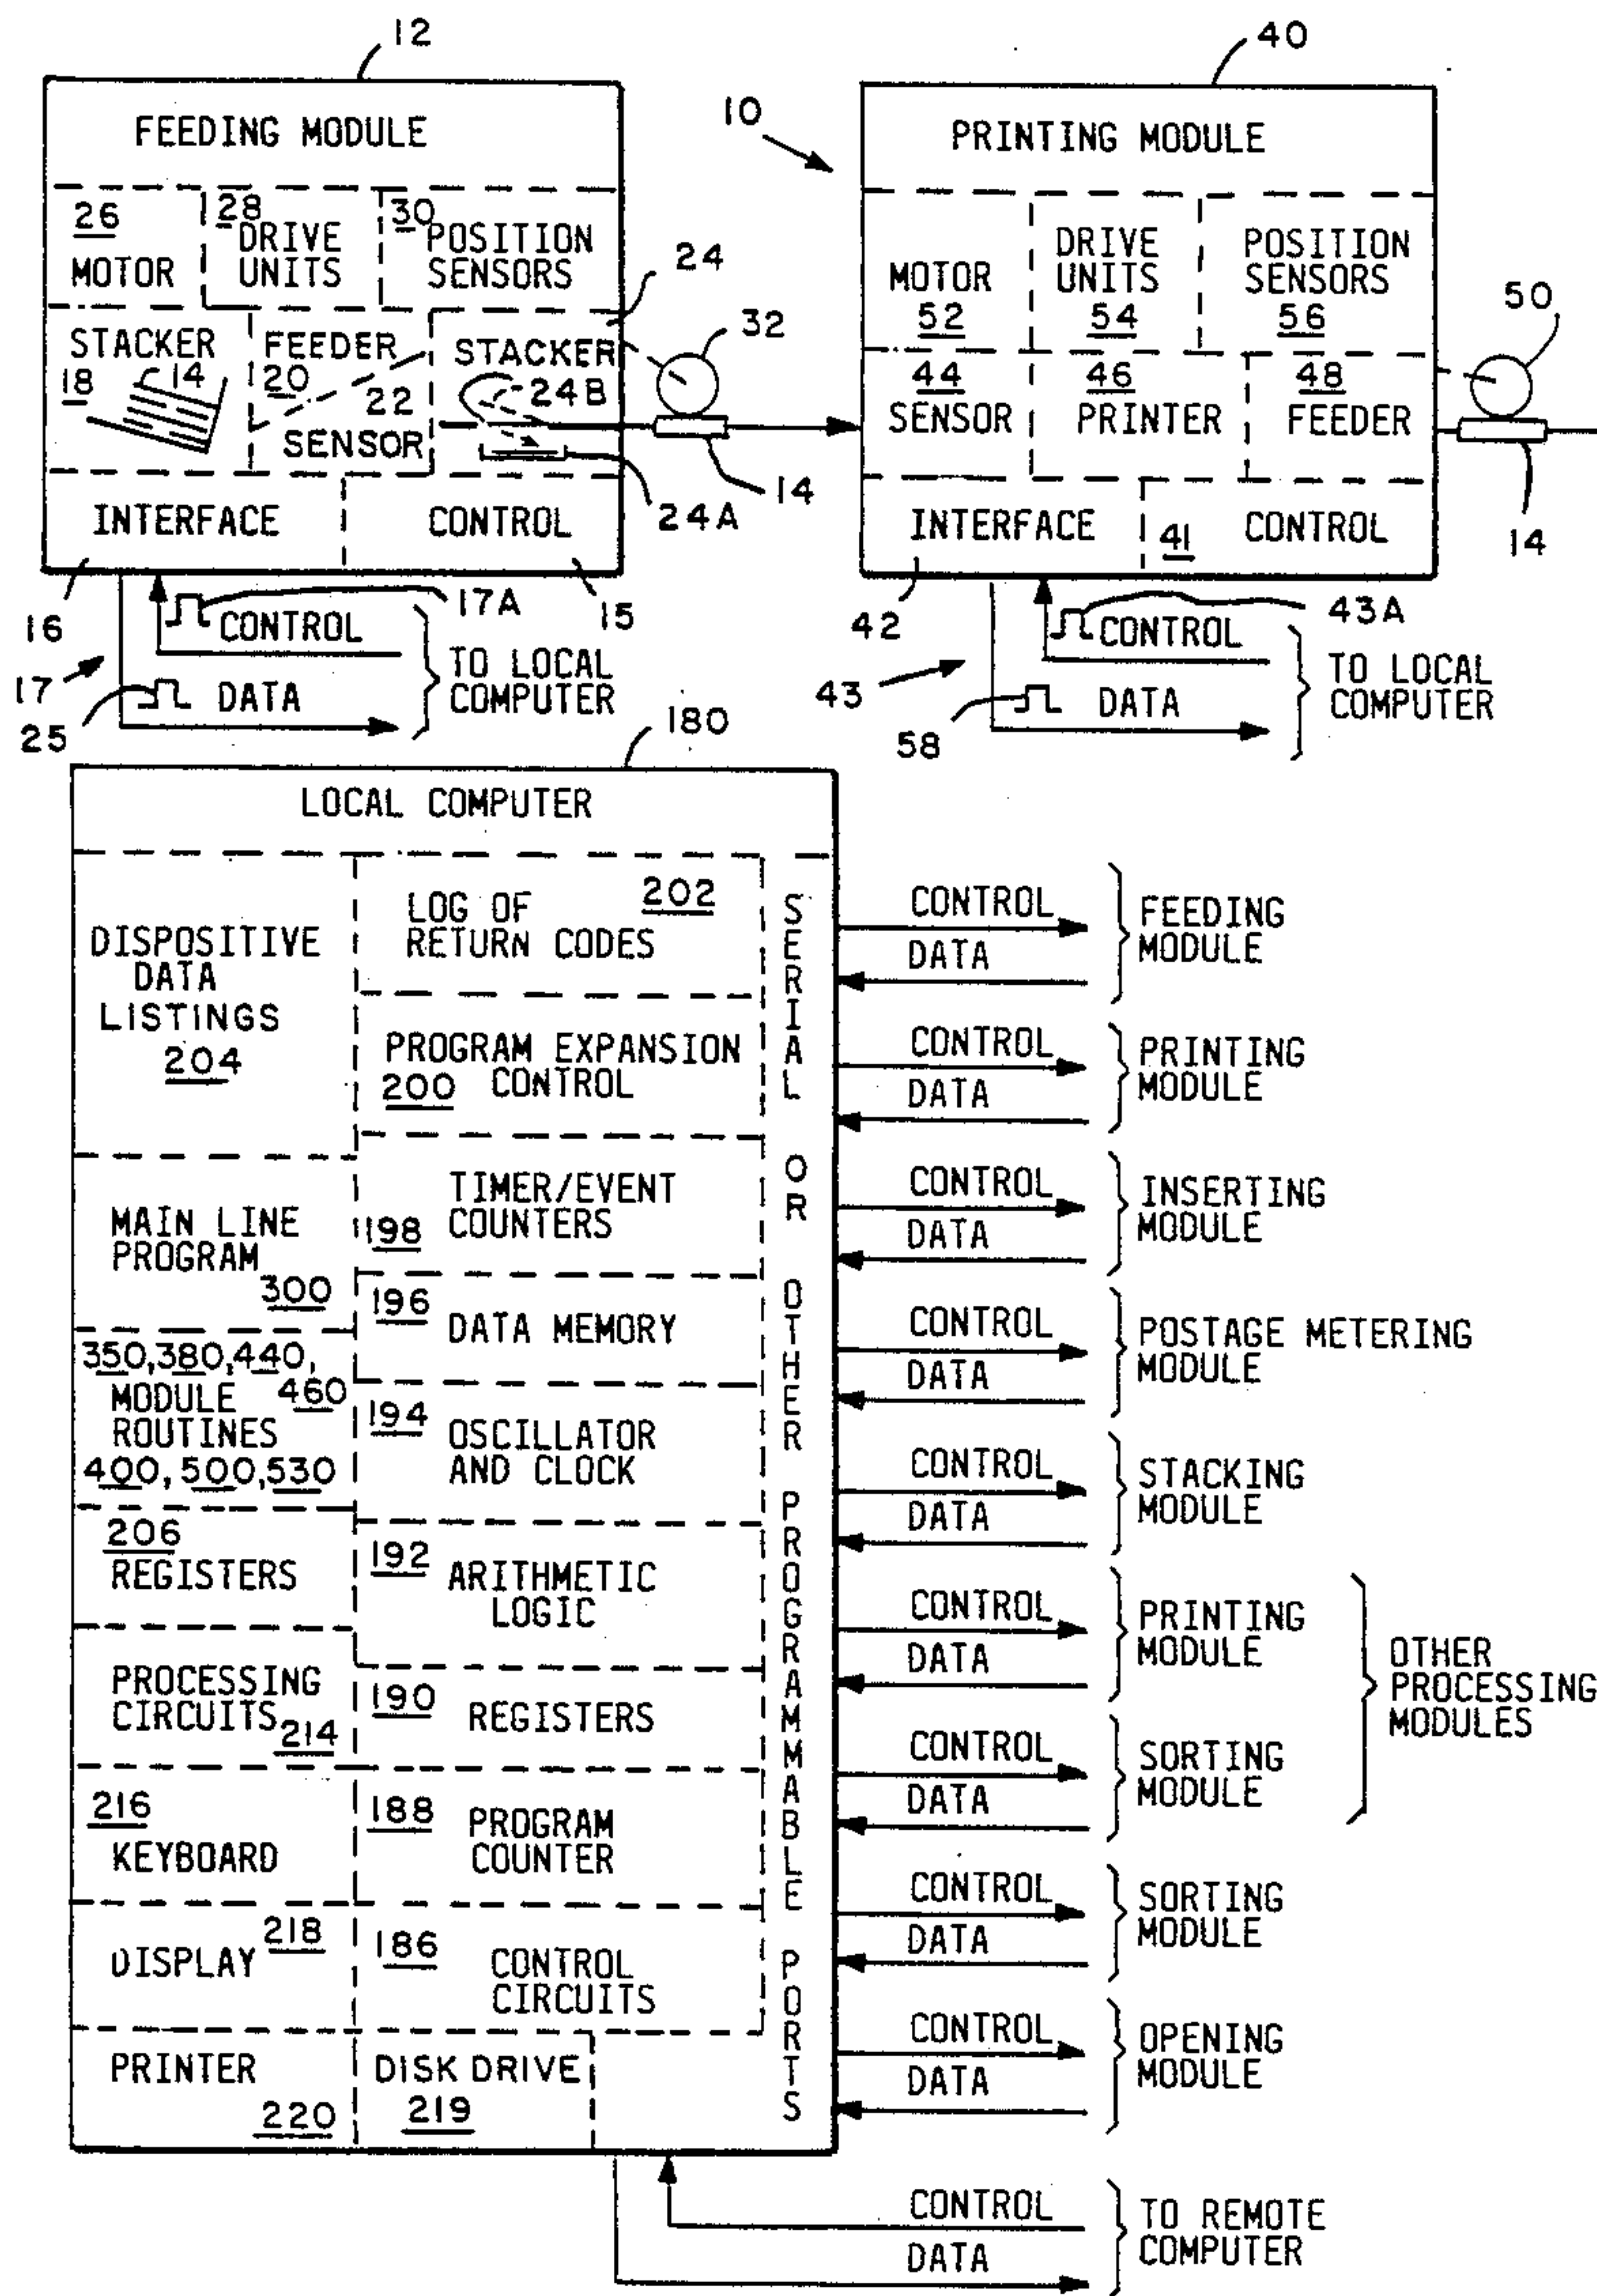 12
40
10
FEEDING MODULE
PRINTING MODULE
26
MOTOR
28
DRIVE
UNITS
30
POSITION
SENSORS
24
32
STACKER
18
14
FEEDER
20
22
SENSOR
STACKER
24B
24A
14
INTERFACE
CONTROL
16
15
17A
CONTROL
17
DATA
25
TO LOCAL
COMPUTER
MOTOR
52
DRIVE
UNITS
54
POSITION
SENSORS
56
50
44
SENSOR
46
PRINTER
48
FEEDER
14
INTERFACE
41
CONTROL
42
43A
CONTROL
43
DATA
58
TO LOCAL
COMPUTER
180
LOCAL COMPUTER
DISPOSITIVE
DATA
LISTINGS
204
LOG OF
RETURN CODES
202
PROGRAM EXPANSION
200 CONTROL
MAIN LINE
PROGRAM
300
TIMER/EVENT
COUNTERS
198
196
DATA MEMORY
350,380,440,
MODULE 460
ROUTINES
400,500,530
194
OSCILLATOR
AND CLOCK
206
REGISTERS
192
ARITHMETIC
LOGIC
PROCESSING
CIRCUITS
214
190
REGISTERS
216
KEYBOARD
188
PROGRAM
COUNTER
DISPLAY 218
186
CONTROL
CIRCUITS
PRINTER
220
DISK DRIVE
219
SERIAL OR OTHER PROGRAMMABLE PORTS
CONTROL
DATA
FEEDING
MODULE
CONTROL
DATA
PRINTING
MODULE
CONTROL
DATA
INSERTING
MODULE
CONTROL
DATA
POSTAGE METERING
MODULE
CONTROL
DATA
STACKING
MODULE
CONTROL
DATA
PRINTING
MODULE
CONTROL
DATA
SORTING
MODULE
OTHER
PROCESSING
MODULES
CONTROL
DATA
SORTING
MODULE
CONTROL
DATA
OPENING
MODULE
CONTROL
DATA
TO REMOTE
COMPUTER